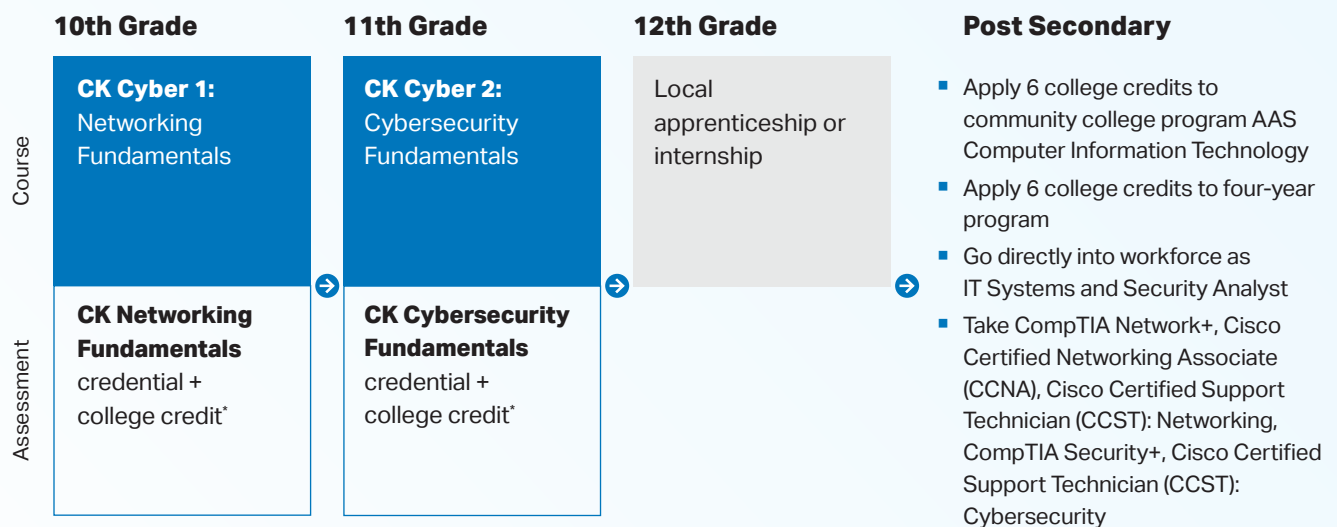 10th Grade
11th Grade
12th Grade
Post Secondary
Course
CK Cyber 1:
Networking
Fundamentals
CK Cyber 2:
Cybersecurity
Fundamentals
Local
apprenticeship or
internship
Assessment
CK Networking
Fundamentals
credential +
college credit*
CK Cybersecurity
Fundamentals
credential +
college credit*
▪ Apply 6 college credits to
community college program AAS
Computer Information Technology
▪ Apply 6 college credits to four-year
program
▪ Go directly into workforce as
IT Systems and Security Analyst
▪ Take CompTIA Network+, Cisco
Certified Networking Associate
(CCNA), Cisco Certified Support
Technician (CCST): Networking,
CompTIA Security+, Cisco Certified
Support Technician (CCST):
Cybersecurity